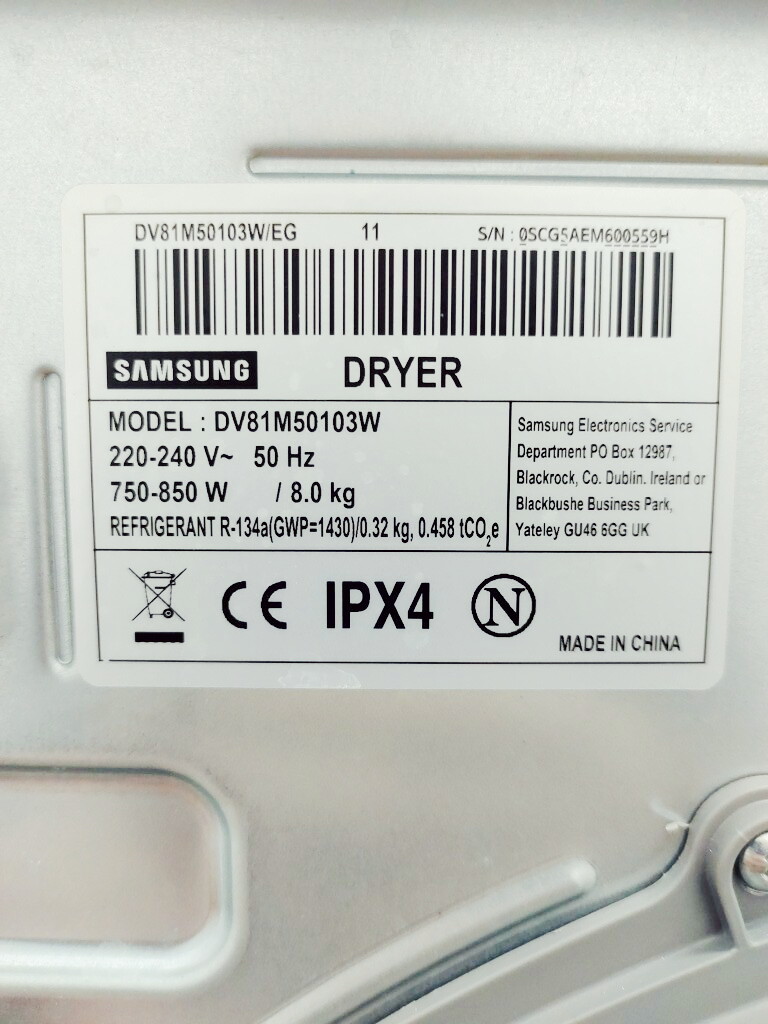 DV81M50103W/EG 11 S/N : 0SCG5AEM600559H
SAMSUNG DRYER
MODEL : DV81M50103W
220-240 V~ 50 Hz
750-850 W / 8.0 kg
REFRIGERANT R-134a(GWP=1430)/0.32 kg, 0.458 tCO₂e
Samsung Electronics Service
Department PO Box 12987,
Blackrock, Co. Dublin. Ireland or
Blackbushe Business Park,
Yateley GU46 6GG UK
CE IPX4 N
MADE IN CHINA